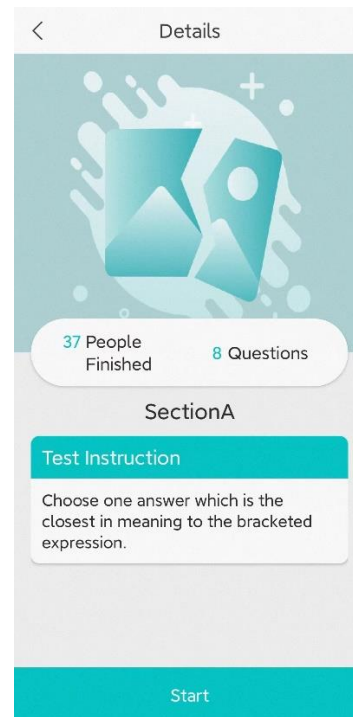 Details
37 People
Finished
8 Questions
SectionA
Test Instruction
Choose one answer which is the
closest in meaning to the bracketed
expression.
Start